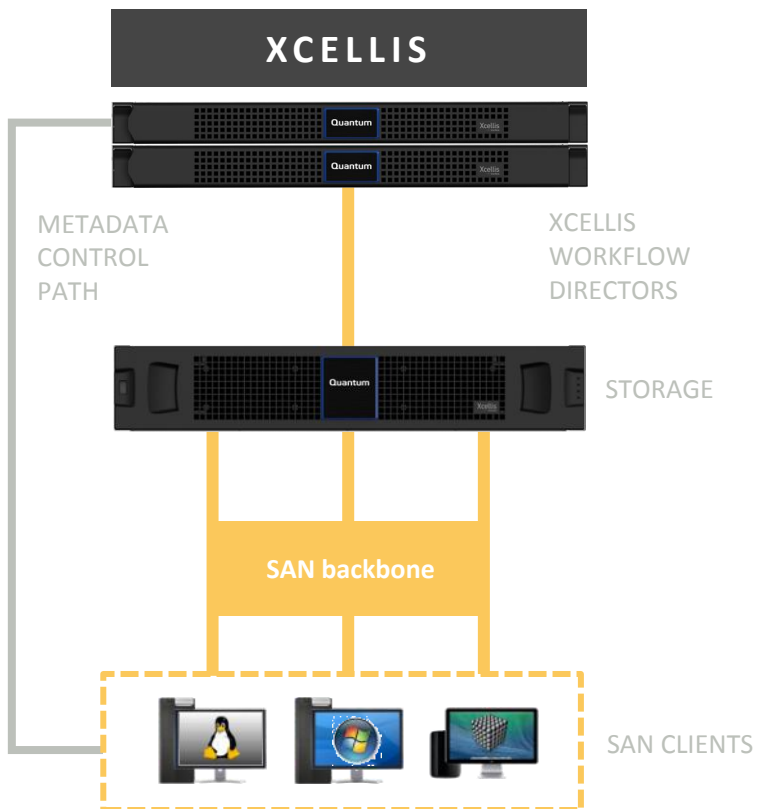 XCELLIS
Quantum
Xcellis
Quantum
Xcellis
METADATA
CONTROL
PATH
XCELLIS
WORKFLOW
DIRECTORS
Quantum
Xcellis
STORAGE
SAN backbone
SAN CLIENTS